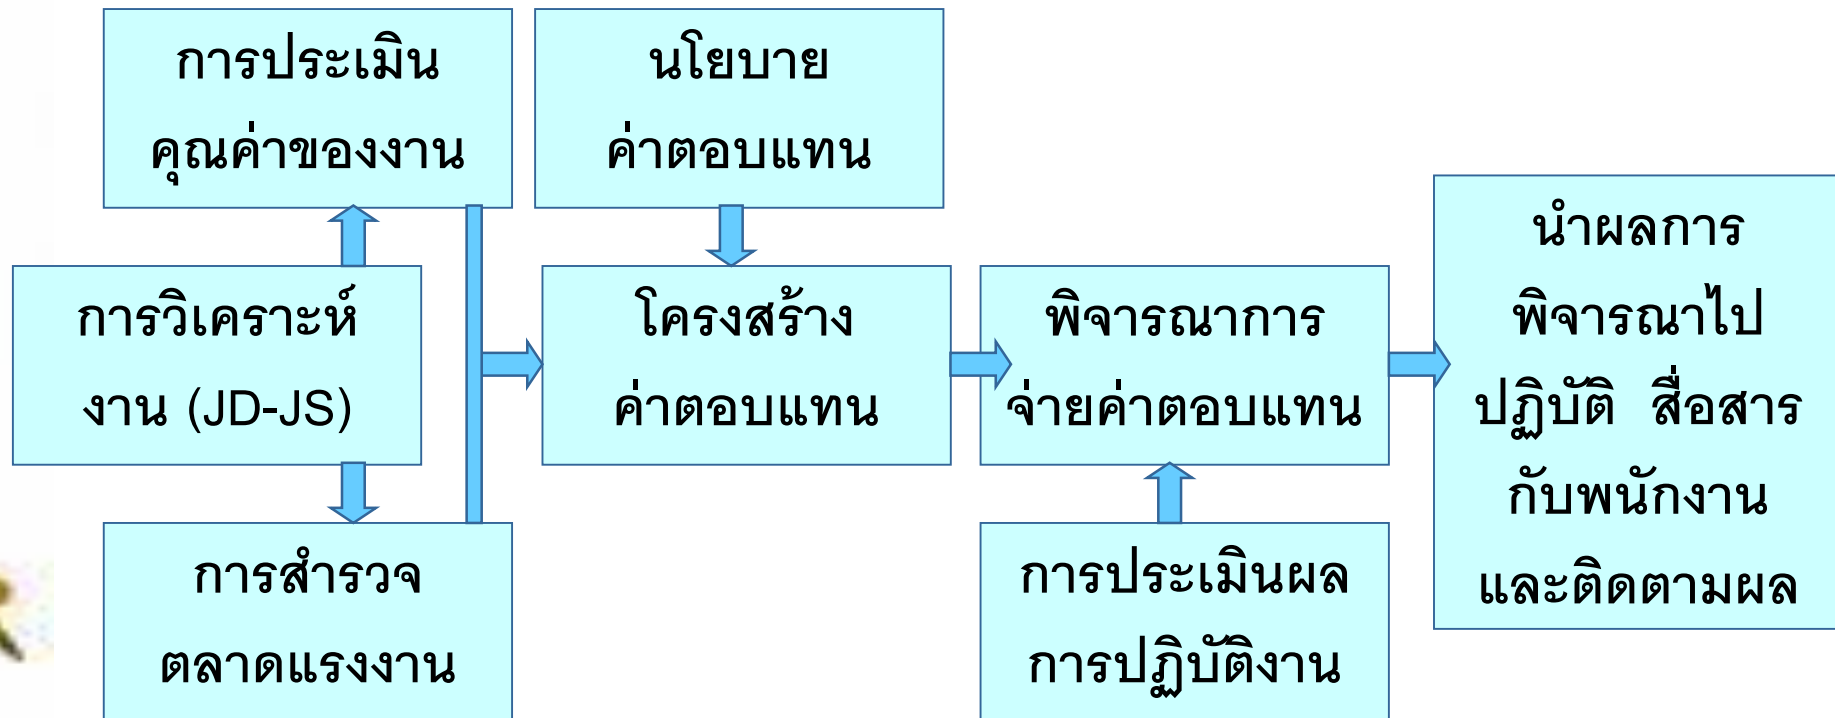 การประเมิน
คุณค่าของงาน
นโยบาย
ค่าตอบแทน
การวิเคราะห์
งาน (JD-JS)
โครงสร้าง
ค่าตอบแทน
พิจารณาการ
จ่ายค่าตอบแทน
นำผลการ
พิจารณาไป
ปฏิบัติ สื่อสาร
กับพนักงาน
และติดตามผล
การสำรวจ
ตลาดแรงงาน
การประเมินผล
การปฏิบัติงาน